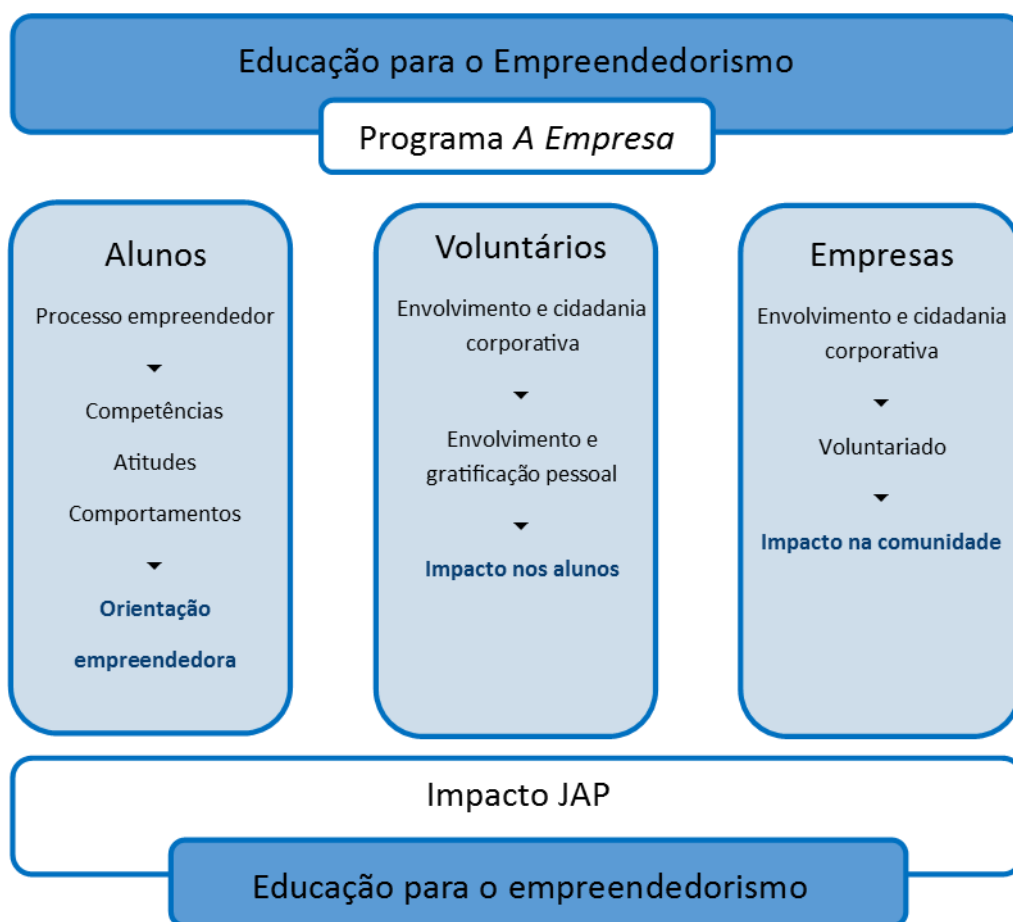 Educação para o Empreendedorismo
Programa A Empresa
Alunos
Processo empreendedor
Competências
Atitudes
Comportamentos
Orientação
empreendedora
Voluntários
Envolvimento e cidadania
corporativa
Envolvimento e
gratificação pessoal
Impacto nos alunos
Empresas
Envolvimento e cidadania
corporativa
Voluntariado
Impacto na comunidade
Impacto JAP
Educação para o empreendedorismo